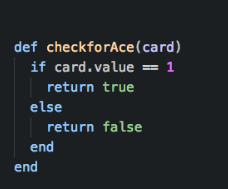 def checkforAce(card)
  if card.value == 1
    return true
  else
    return false
  end
end